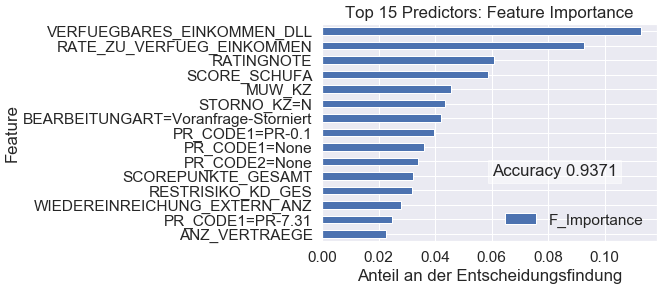 Top 15 Predictors: Feature Importance
VERFUEGBARES_EINKOMMEN_DLL
RATE_ZU_VERFUEG_EINKOMMEN
RATINGNOTE
SCORE_SCHUFA
MUW_KZ
STORNO_KZ=N
BEARBEITUNGART=Voranfrage-Storniert
PR_CODE1=PR-0.1
PR_CODE1=None
PR_CODE2=None
SCOREPUNKTE_GESAMT
RESTRISIKO_KD_GES
WIEDEREINREICHUNG_EXTERN_ANZ
PR_CODE1=PR-7.31
ANZ_VERTRAEGE
Feature
Accuracy 0.9371
F_Importance
0.00 0.02 0.04 0.06 0.08 0.10
Anteil an der Entscheidungsfindung